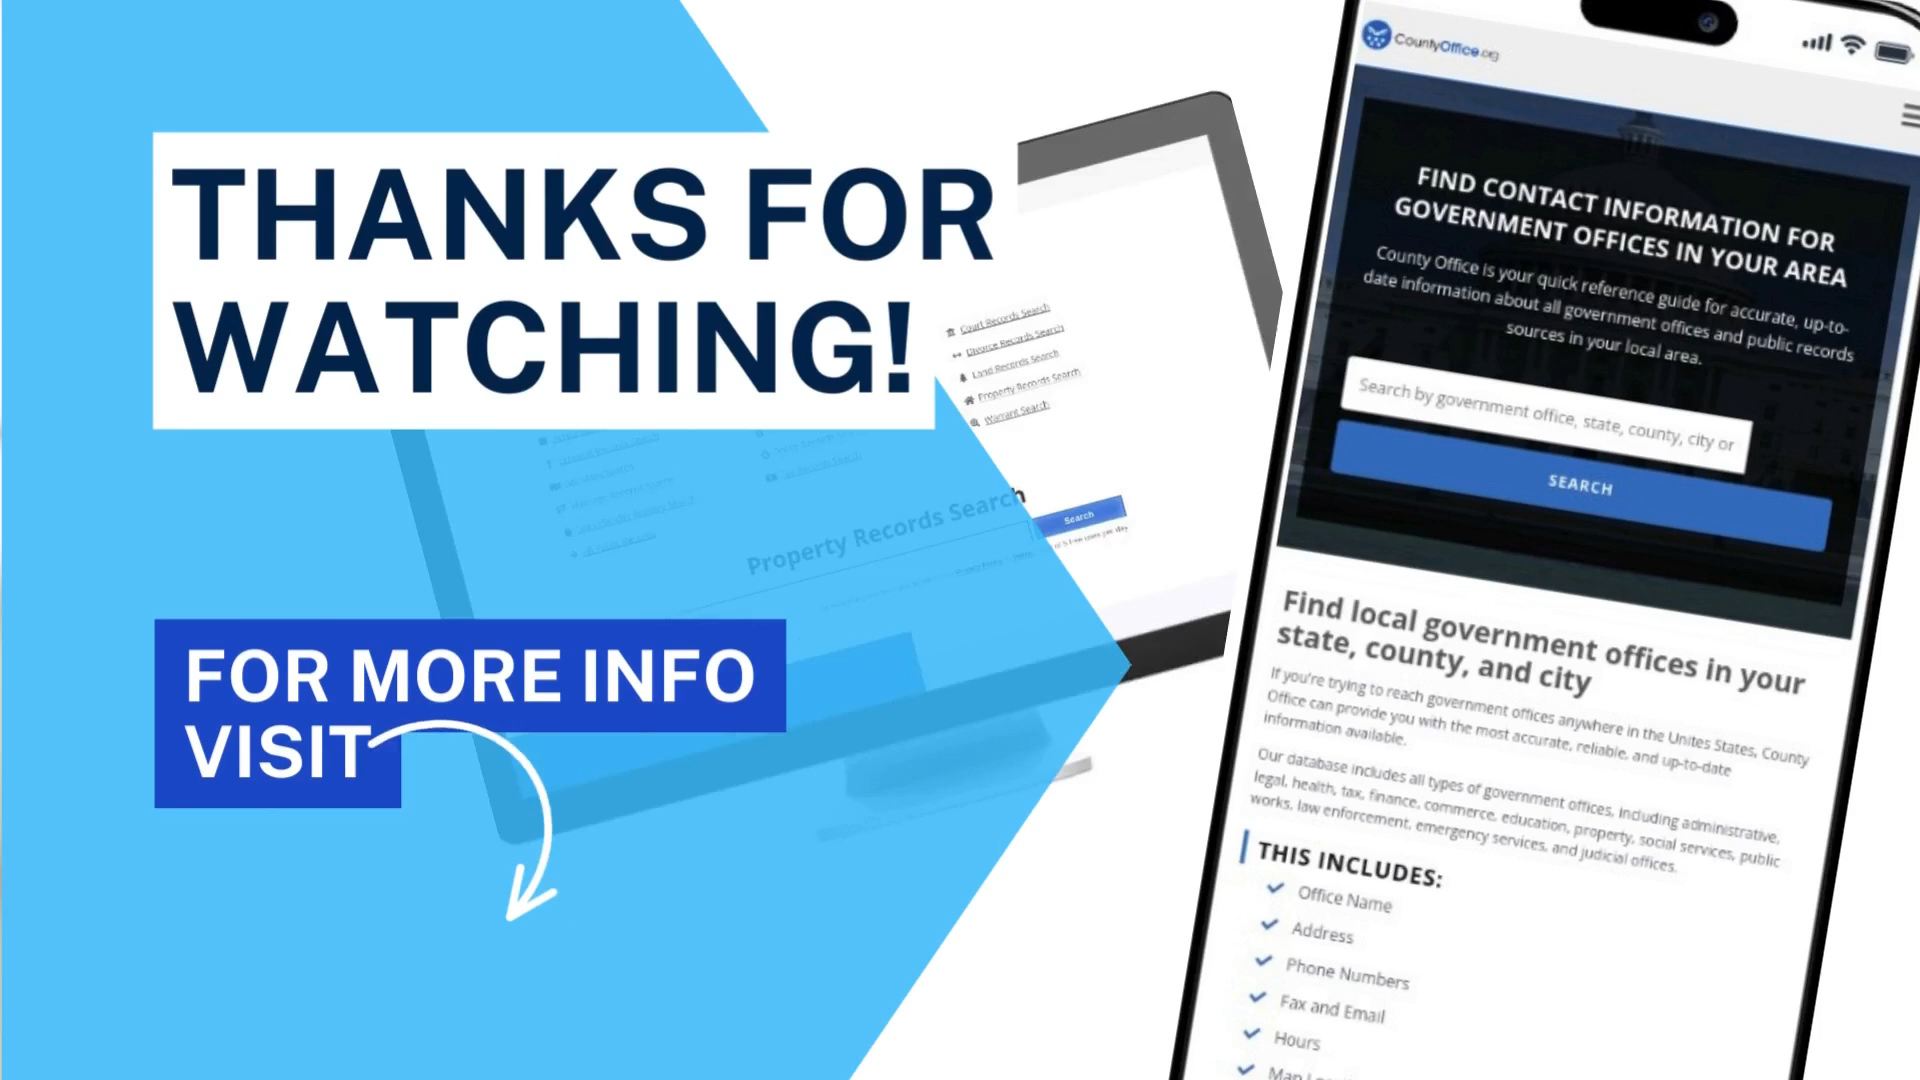 THANKS FOR
WATCHING!
FOR MORE INFO
VISIT
Court Records Search
Divorce Records Search
Land Records Search
Property Records Search
Warrant Search
Property Records Search
Search
of 5 free uses per day
CountyOffice.org
FIND CONTACT INFORMATION FOR
GOVERNMENT OFFICES IN YOUR AREA
County Office is your quick reference guide for accurate, up-to-
date information about all government offices and public records
sources in your local area.
Search by government office, state, county, city or
SEARCH
Find local government offices in your
state, county, and city
If you're trying to reach government offices anywhere in the Unites States, County
Office can provide you with the most accurate, reliable, and up-to-date
information available.
Our database includes all types of government offices, including administrative,
legal, health, tax, finance, commerce, education, property, social services, public
works, law enforcement, emergency services, and judicial offices.
THIS INCLUDES:
Office Name
Address
Phone Numbers
Fax and Email
Hours
Map